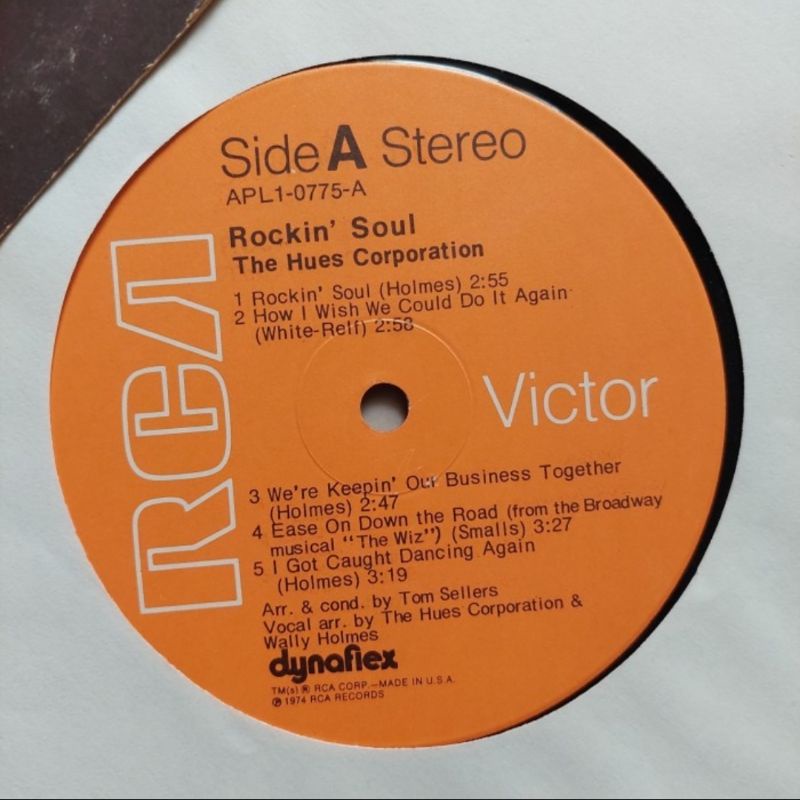 Side A Stereo
APL1-0775-A
Rockin' Soul
The Hues Corporation
1 Rockin' Soul (Holmes) 2:55
2 How I Wish We Could Do It Again
(White-Relf) 2:58
RCA
Victor
3 We're Keepin' Our Business Together
(Holmes) 2:47
4 Ease On Down the Road (from the Broadway
musical "The Wiz") (Smalls) 3:27
5 I Got Caught Dancing Again
(Holmes) 3:19
Arr. & cond. by Tom Sellers
Vocal arr. by The Hues Corporation &
Wally Holmes
dynaflex
TM(s) ® RCA CORP.—MADE IN U.S.A.
℗ 1974 RCA RECORDS